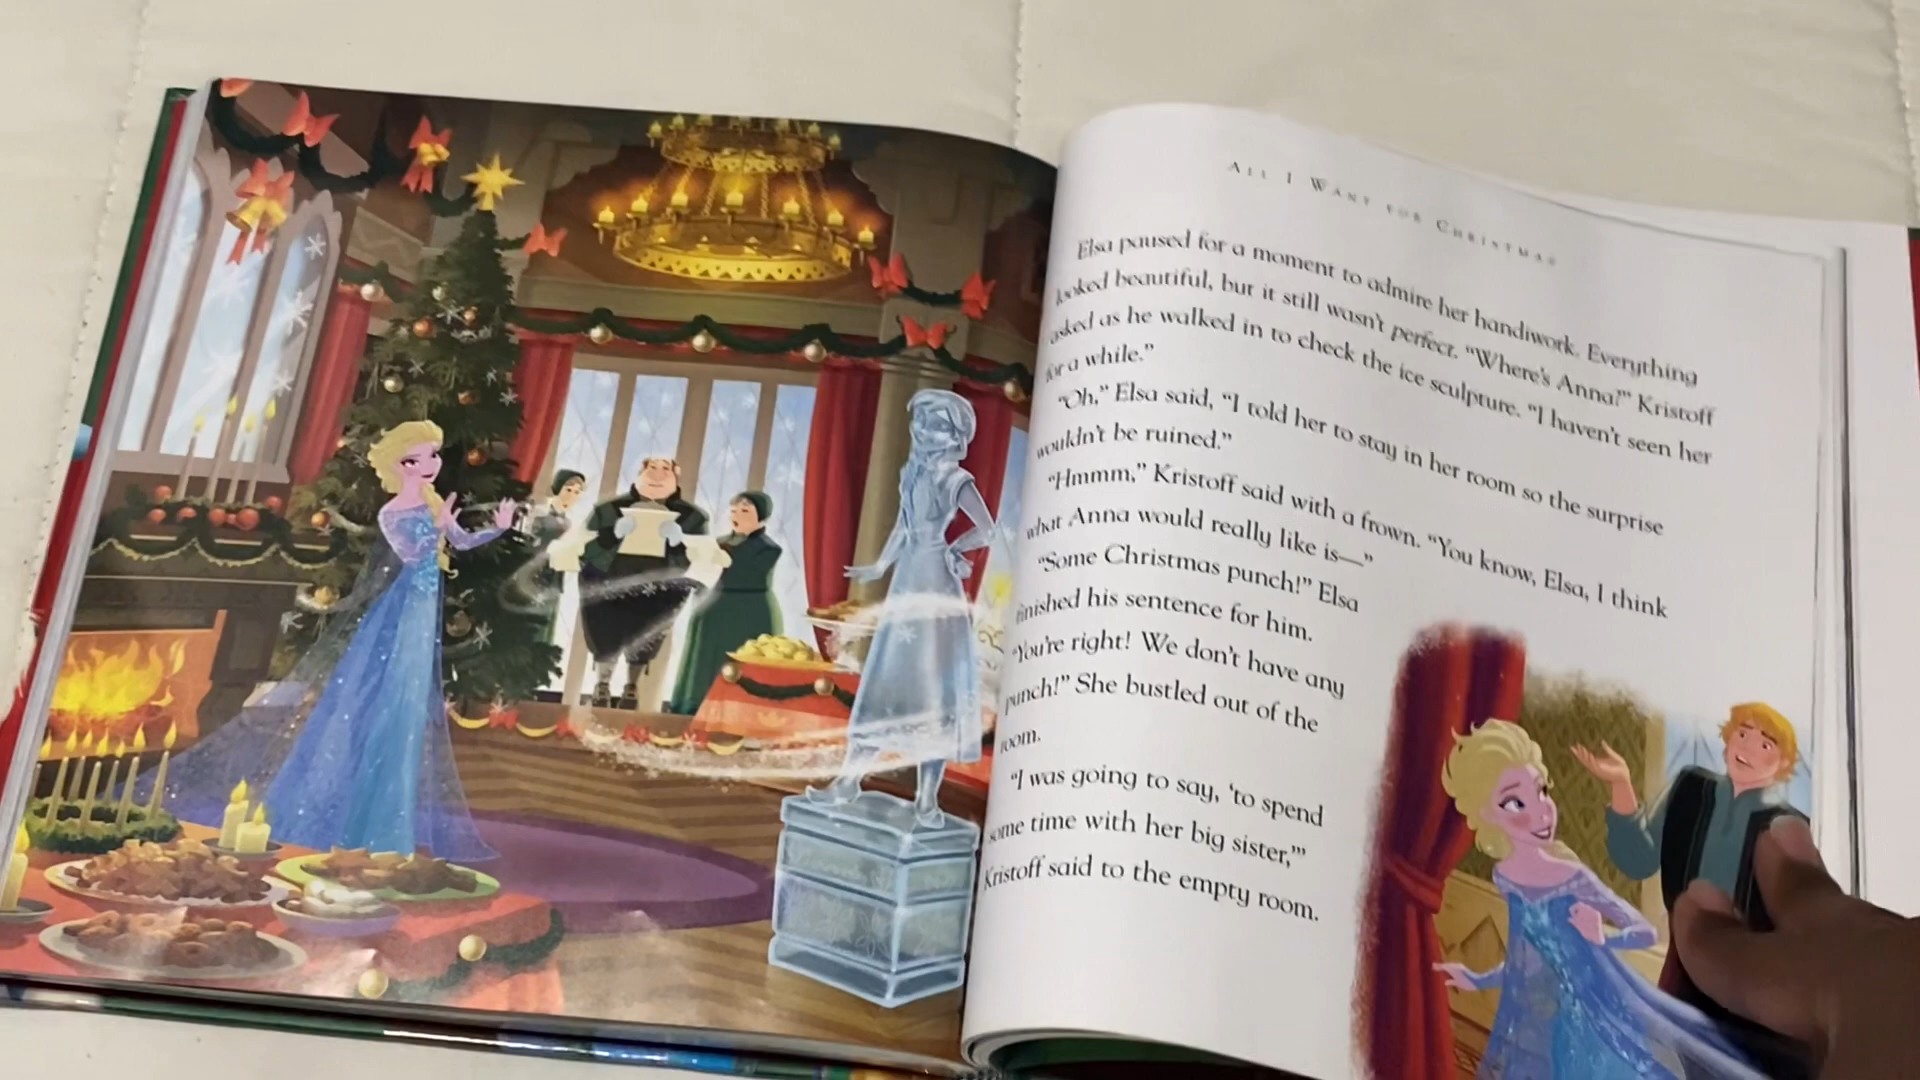 ALL I WANT FOR CHRISTMAS
Elsa paused for a moment to admire her handiwork. Everything
looked beautiful, but it still wasn't perfect. “Where's Anna?” Kristoff
asked as he walked in to check the ice sculpture. “I haven't seen her
for a while.”
“Oh,” Elsa said, “I told her to stay in her room so the surprise
wouldn't be ruined.”
“Hmmm,” Kristoff said with a frown. “You know, Elsa, I think
what Anna would really like is—”
“Some Christmas punch!” Elsa
finished his sentence for him.
“You're right! We don't have any
punch!” She bustled out of the
room.
“I was going to say, ‘to spend
some time with her big sister,’”
Kristoff said to the empty room.